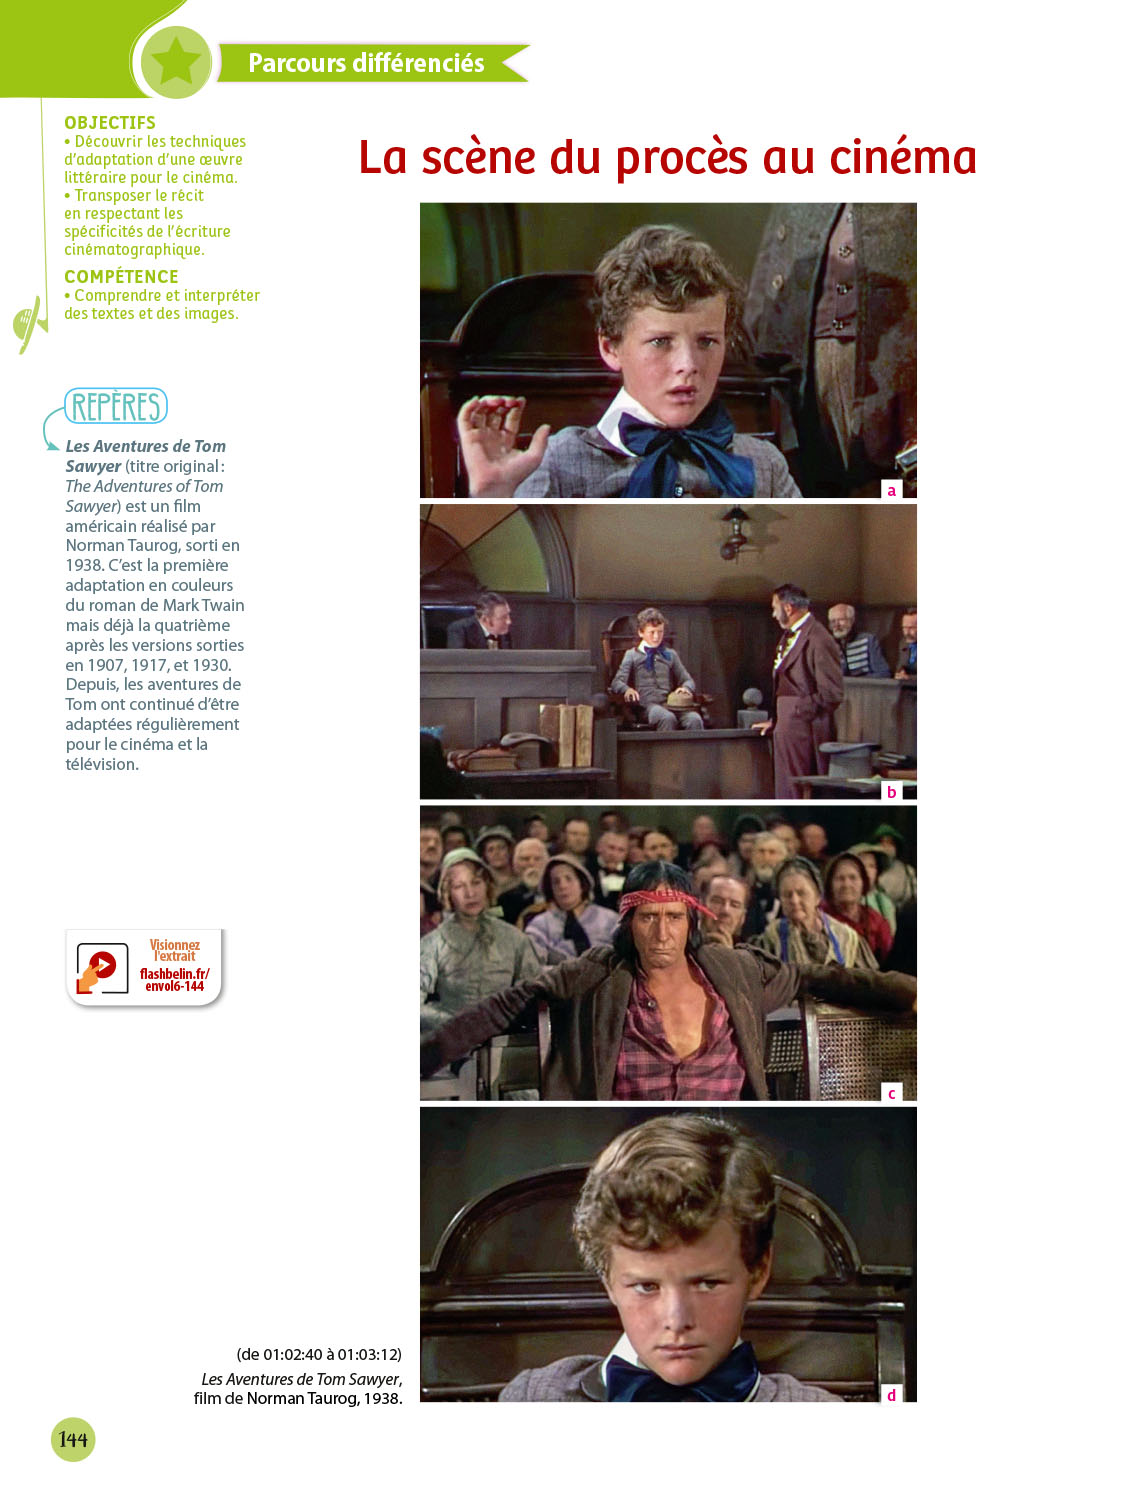 Parcours différenciés
OBJECTIFS
• Découvrir les techniques
d’adaptation d’une œuvre
littéraire pour le cinéma.
• Transposer le récit
en respectant les
spécificités de l’écriture
cinématographique.
COMPÉTENCE
• Comprendre et interpréter
des textes et des images.
REPÈRES
Les Aventures de Tom
Sawyer (titre original :
The Adventures of Tom
Sawyer) est un film
américain réalisé par
Norman Taurog, sorti en
1938. C’est la première
adaptation en couleurs
du roman de Mark Twain
mais déjà la quatrième
après les versions sorties
en 1907, 1917, et 1930.
Depuis, les aventures de
Tom ont continué d’être
adaptées régulièrement
pour le cinéma et la
télévision.
Visionnez
l’extrait
flashbelin.fr/
envol6-144
La scène du procès au cinéma
a
b
c
d
(de 01:02:40 à 01:03:12)
Les Aventures de Tom Sawyer,
film de Norman Taurog, 1938.
144